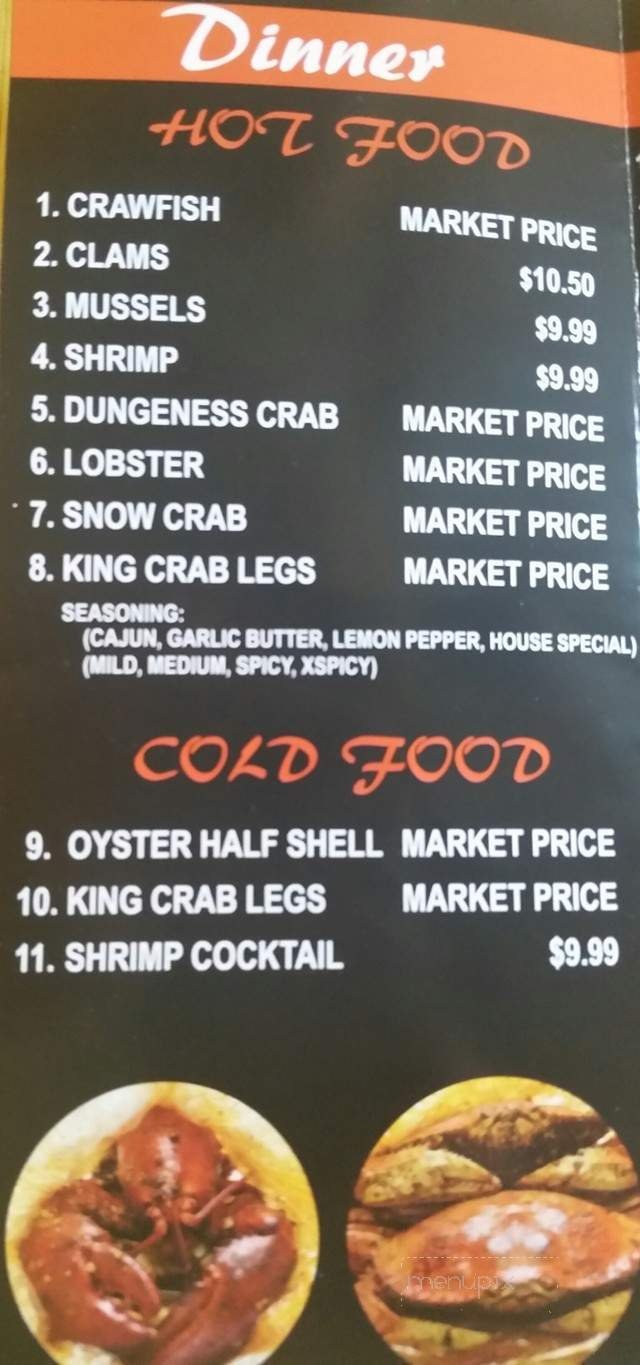 Dinner
HOT FOOD
1. CRAWFISH MARKET PRICE
2. CLAMS $10.50
3. MUSSELS $9.99
4. SHRIMP $9.99
5. DUNGENESS CRAB MARKET PRICE
6. LOBSTER MARKET PRICE
7. SNOW CRAB MARKET PRICE
8. KING CRAB LEGS MARKET PRICE
SEASONING:
(CAJUN, GARLIC BUTTER, LEMON PEPPER, HOUSE SPECIAL)
(MILD, MEDIUM, SPICY, XSPICY)
COLD FOOD
9. OYSTER HALF SHELL MARKET PRICE
10. KING CRAB LEGS MARKET PRICE
11. SHRIMP COCKTAIL $9.99
menupix